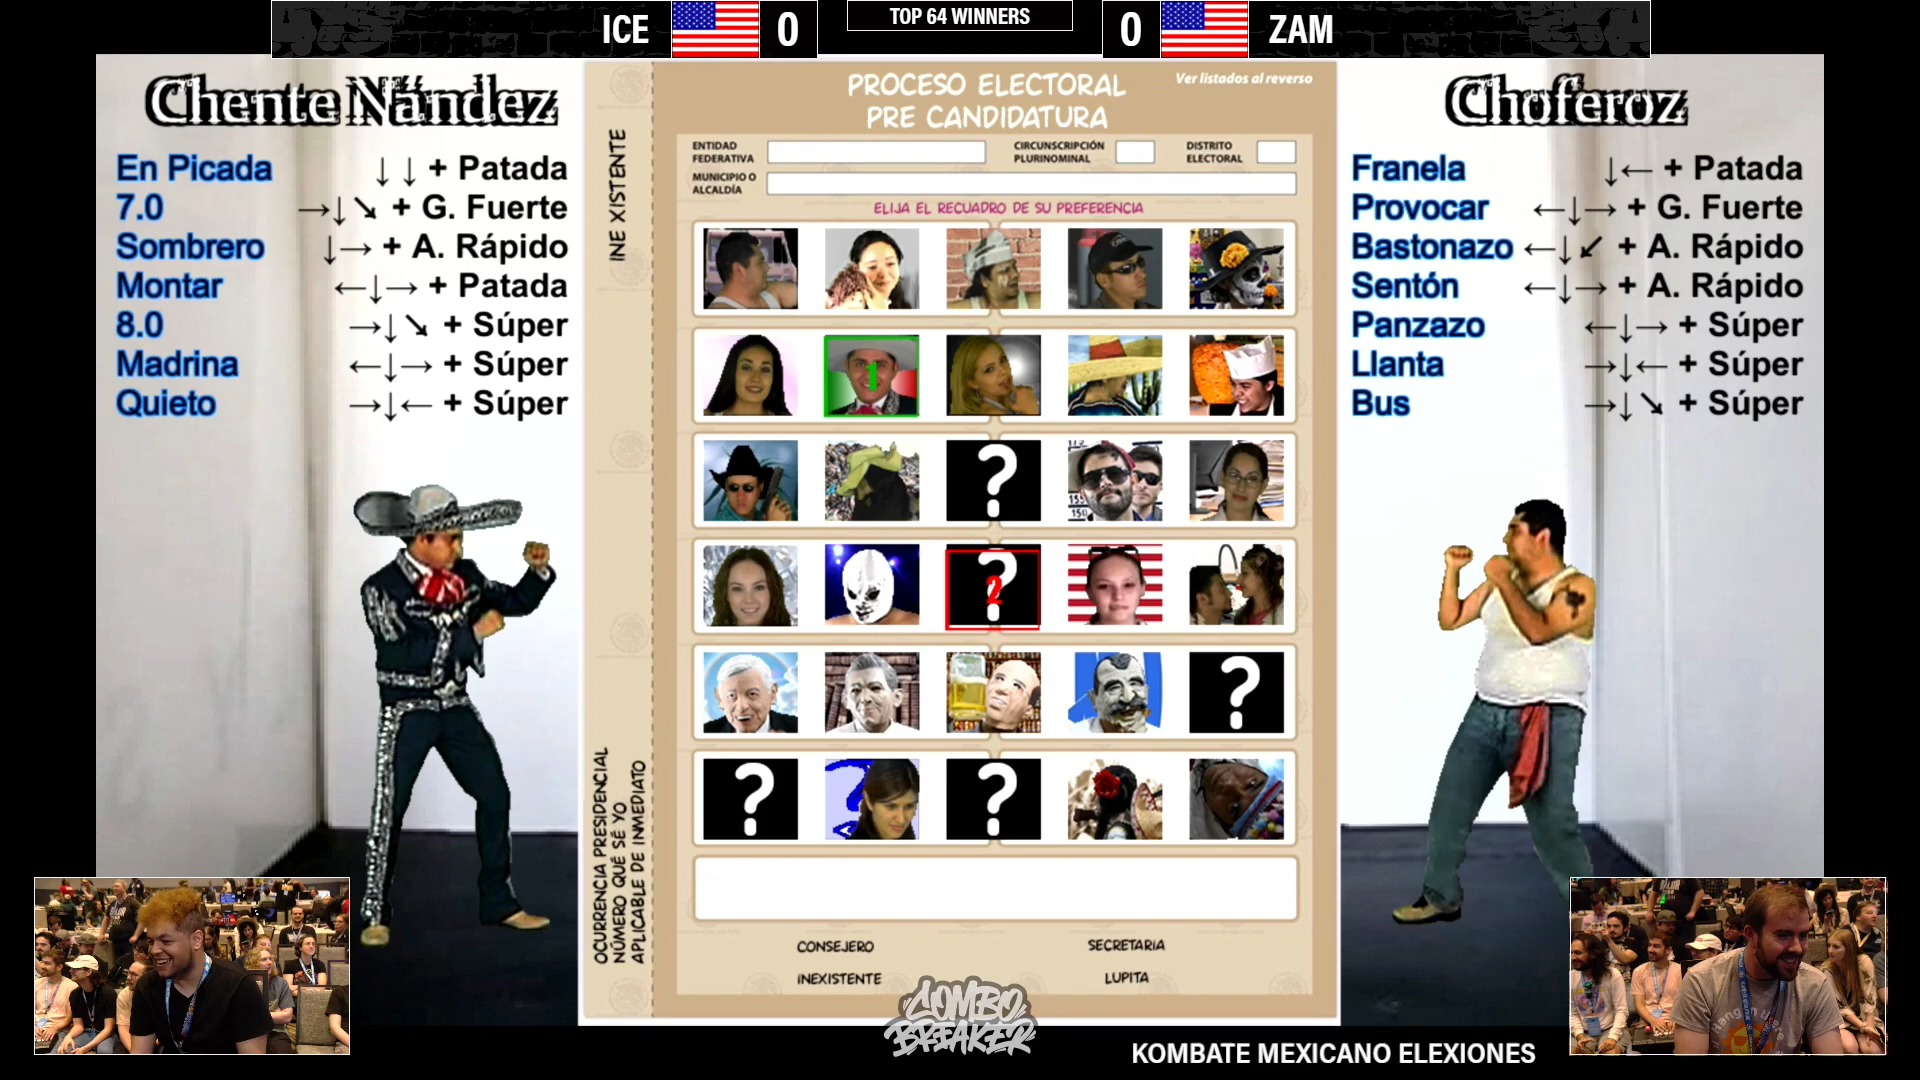 ICE 0
TOP 64 WINNERS
0 ZAM
Chente Nández
En Picada ↓ ↓ + Patada
7.0 →↓↘ + G. Fuerte
Sombrero ↓→ + A. Rápido
Montar ←↓→ + Patada
8.0 →↓↘ + Súper
Madrina ←↓→ + Súper
Quieto →↓← + Súper
PROCESO ELECTORAL
PRE CANDIDATURA
Ver listados al reverso
INE XISTENTE
ENTIDAD
FEDERATIVA
CIRCUNSCRIPCIÓN
PLURINOMINAL
DISTRITO
ELECTORAL
MUNICIPIO O
ALCALDÍA
ELIJA EL RECUADRO DE SU PREFERENCIA
1
?
?
2
?
?
?
OCURRENCIA PRESIDENCIAL
NÚMERO QUÉ SÉ YO
APLICABLE DE INMEDIATO
CONSEJERO
INEXISTENTE
SECRETARIA
LUPITA
Choferoz
Franela ↓← + Patada
Provocar ←↓→ + G. Fuerte
Bastonazo ←↓↙ + A. Rápido
Sentón ←↓→ + A. Rápido
Panzazo ←↓→ + Súper
Llanta →↓← + Súper
Bus →↓↘ + Súper
COMBO
BREAKER
KOMBATE MEXICANO ELEXIONES